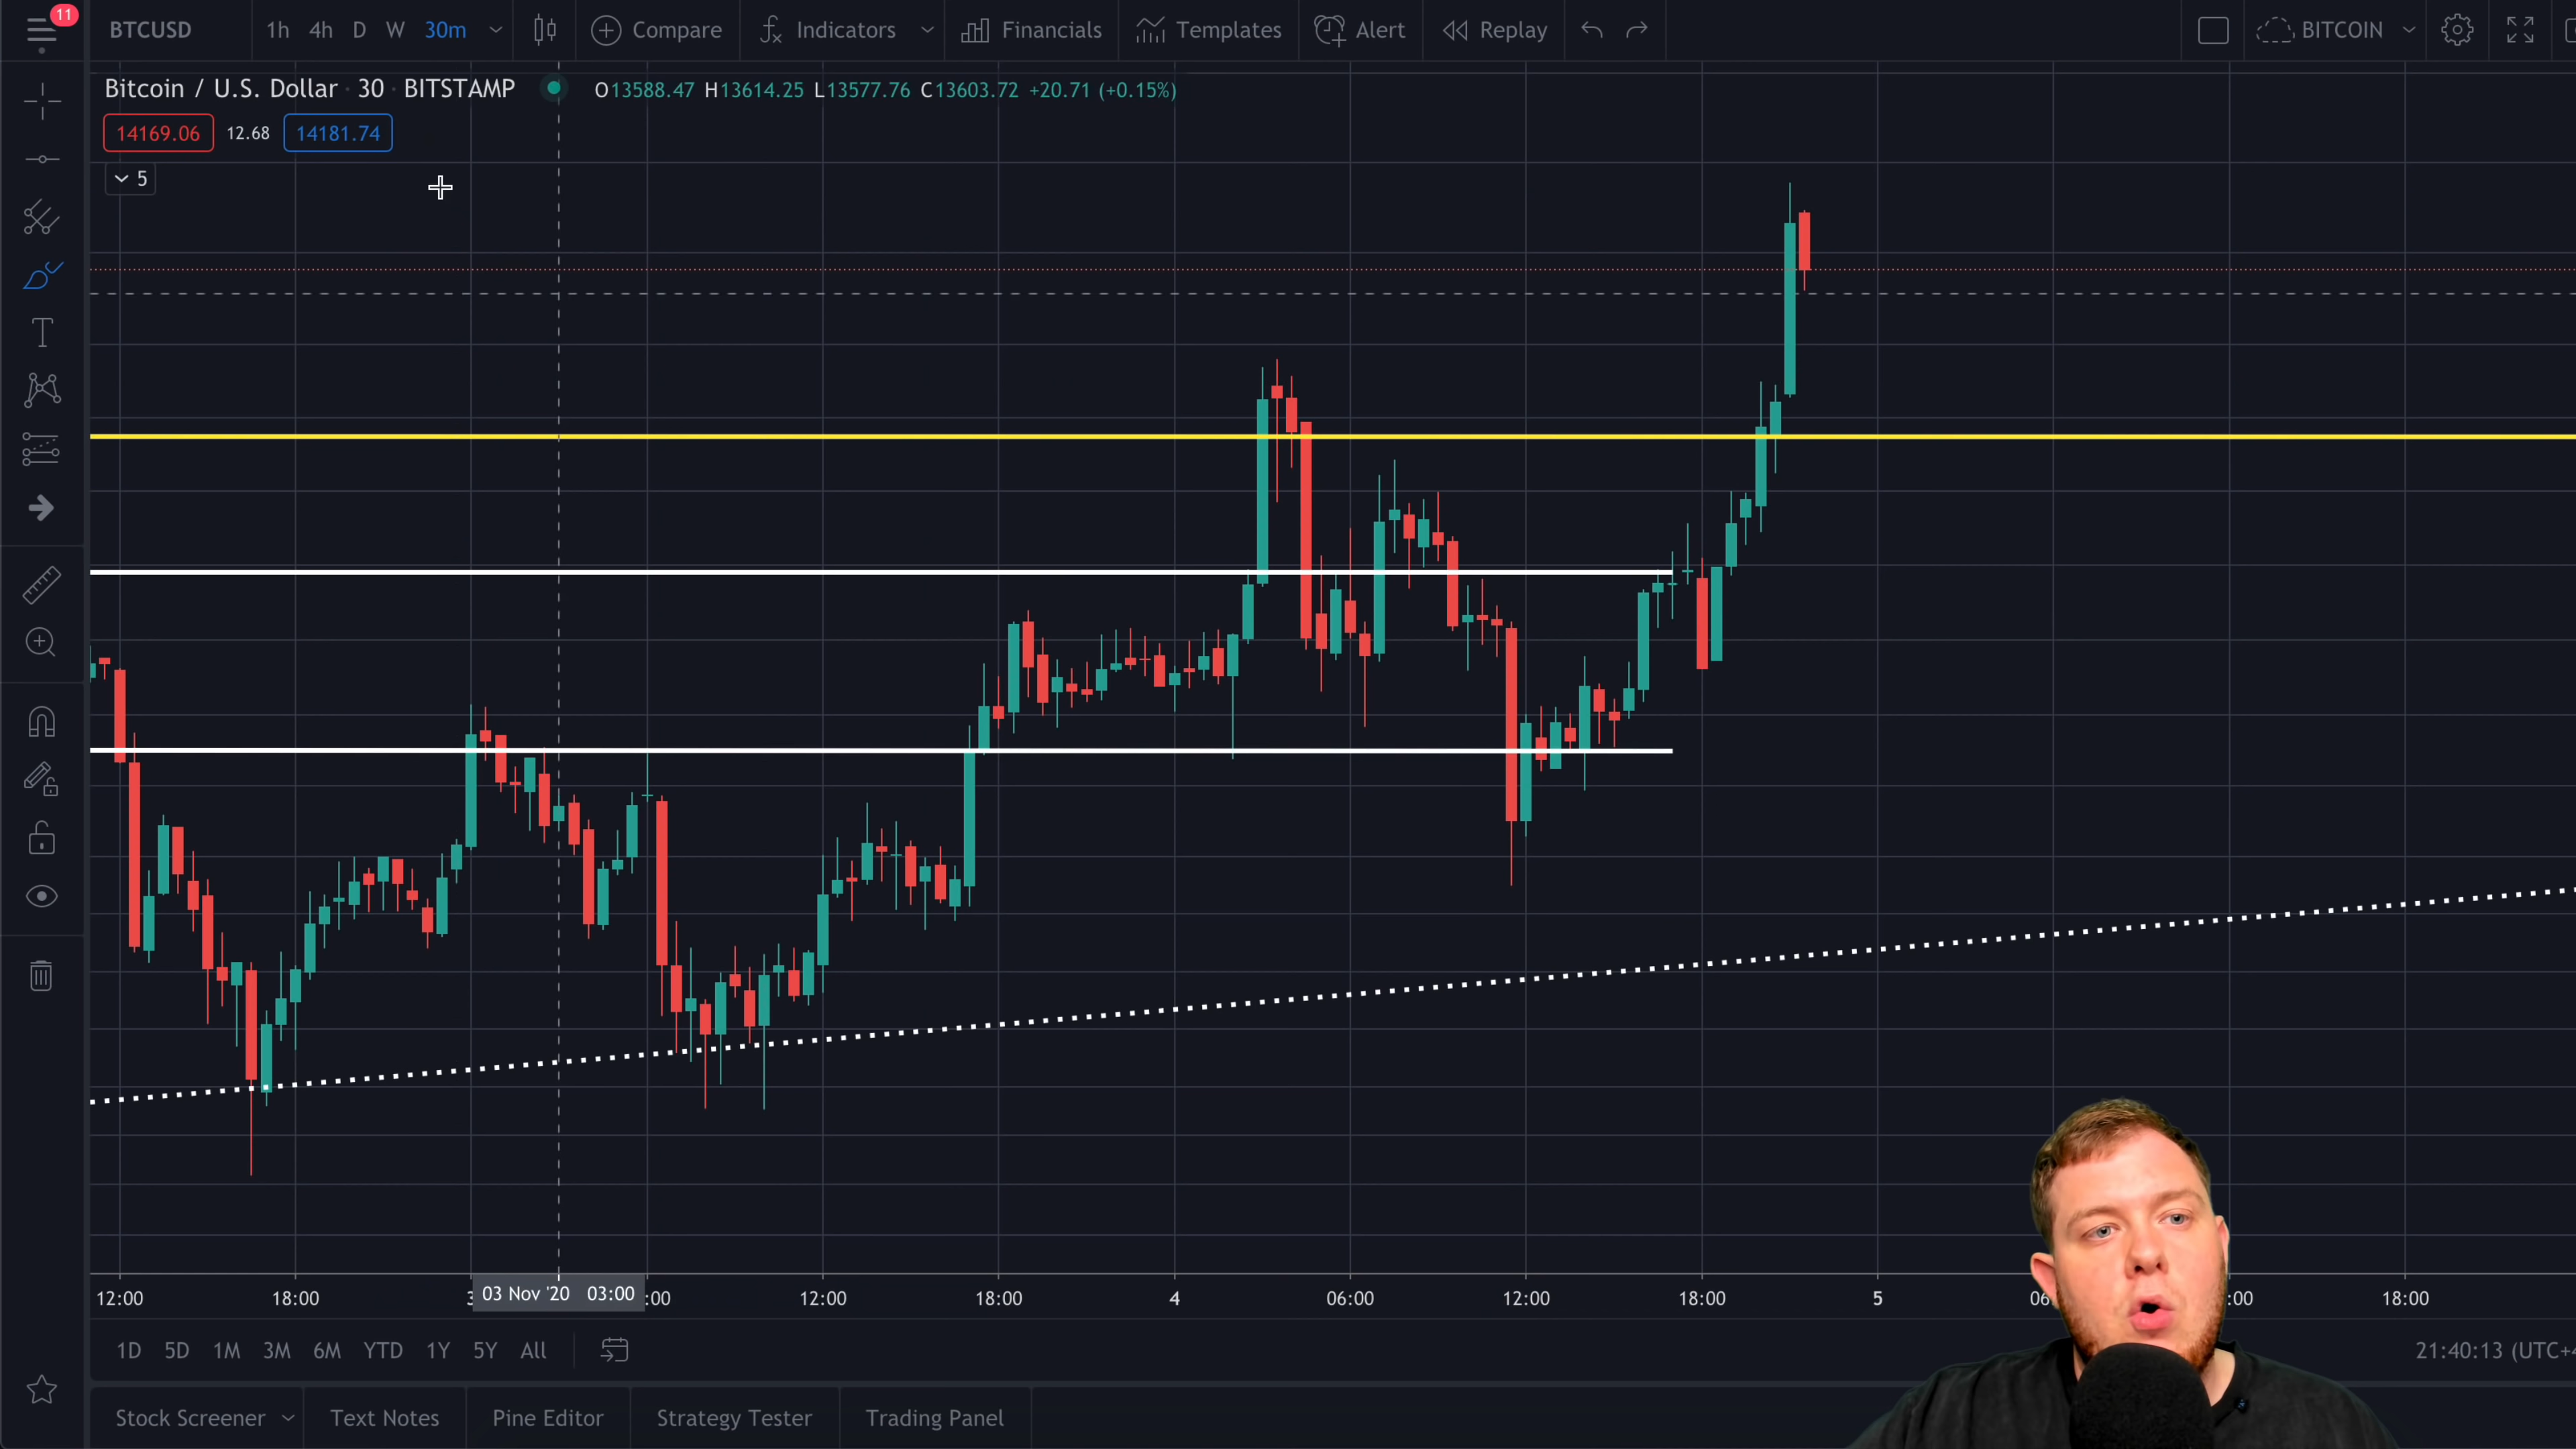 11
BTCUSD 1h 4h D W 30m Compare Indicators Financials Templates Alert Replay BITCOIN
Bitcoin / U.S. Dollar · 30 · BITSTAMP O13588.47 H13614.25 L13577.76 C13603.72 +20.71 (+0.15%)
14169.06 12.68 14181.74
5
12:00 18:00 03 Nov '20 03:00 :00 12:00 18:00 4 06:00 12:00 18:00 5 :00 18:00
1D 5D 1M 3M 6M YTD 1Y 5Y All 21:40:13 (UTC+4
Stock Screener Text Notes Pine Editor Strategy Tester Trading Panel